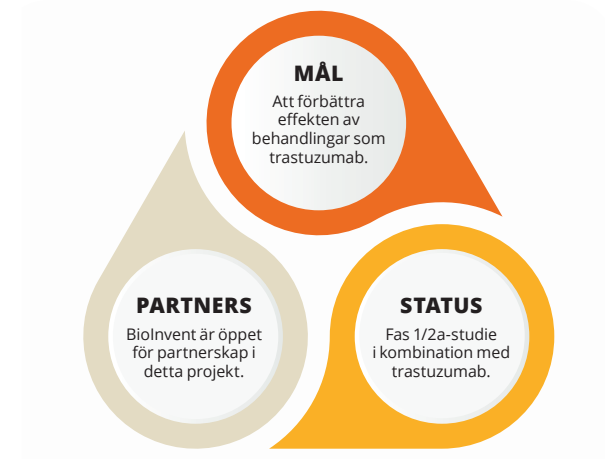 MÅL
Att förbättra
effekten av
behandlingar som
trastuzumab.
PARTNERS
BioInvent är öppet
för partnerskap i
detta projekt.
STATUS
Fas 1/2a-studie
i kombination med
trastuzumab.